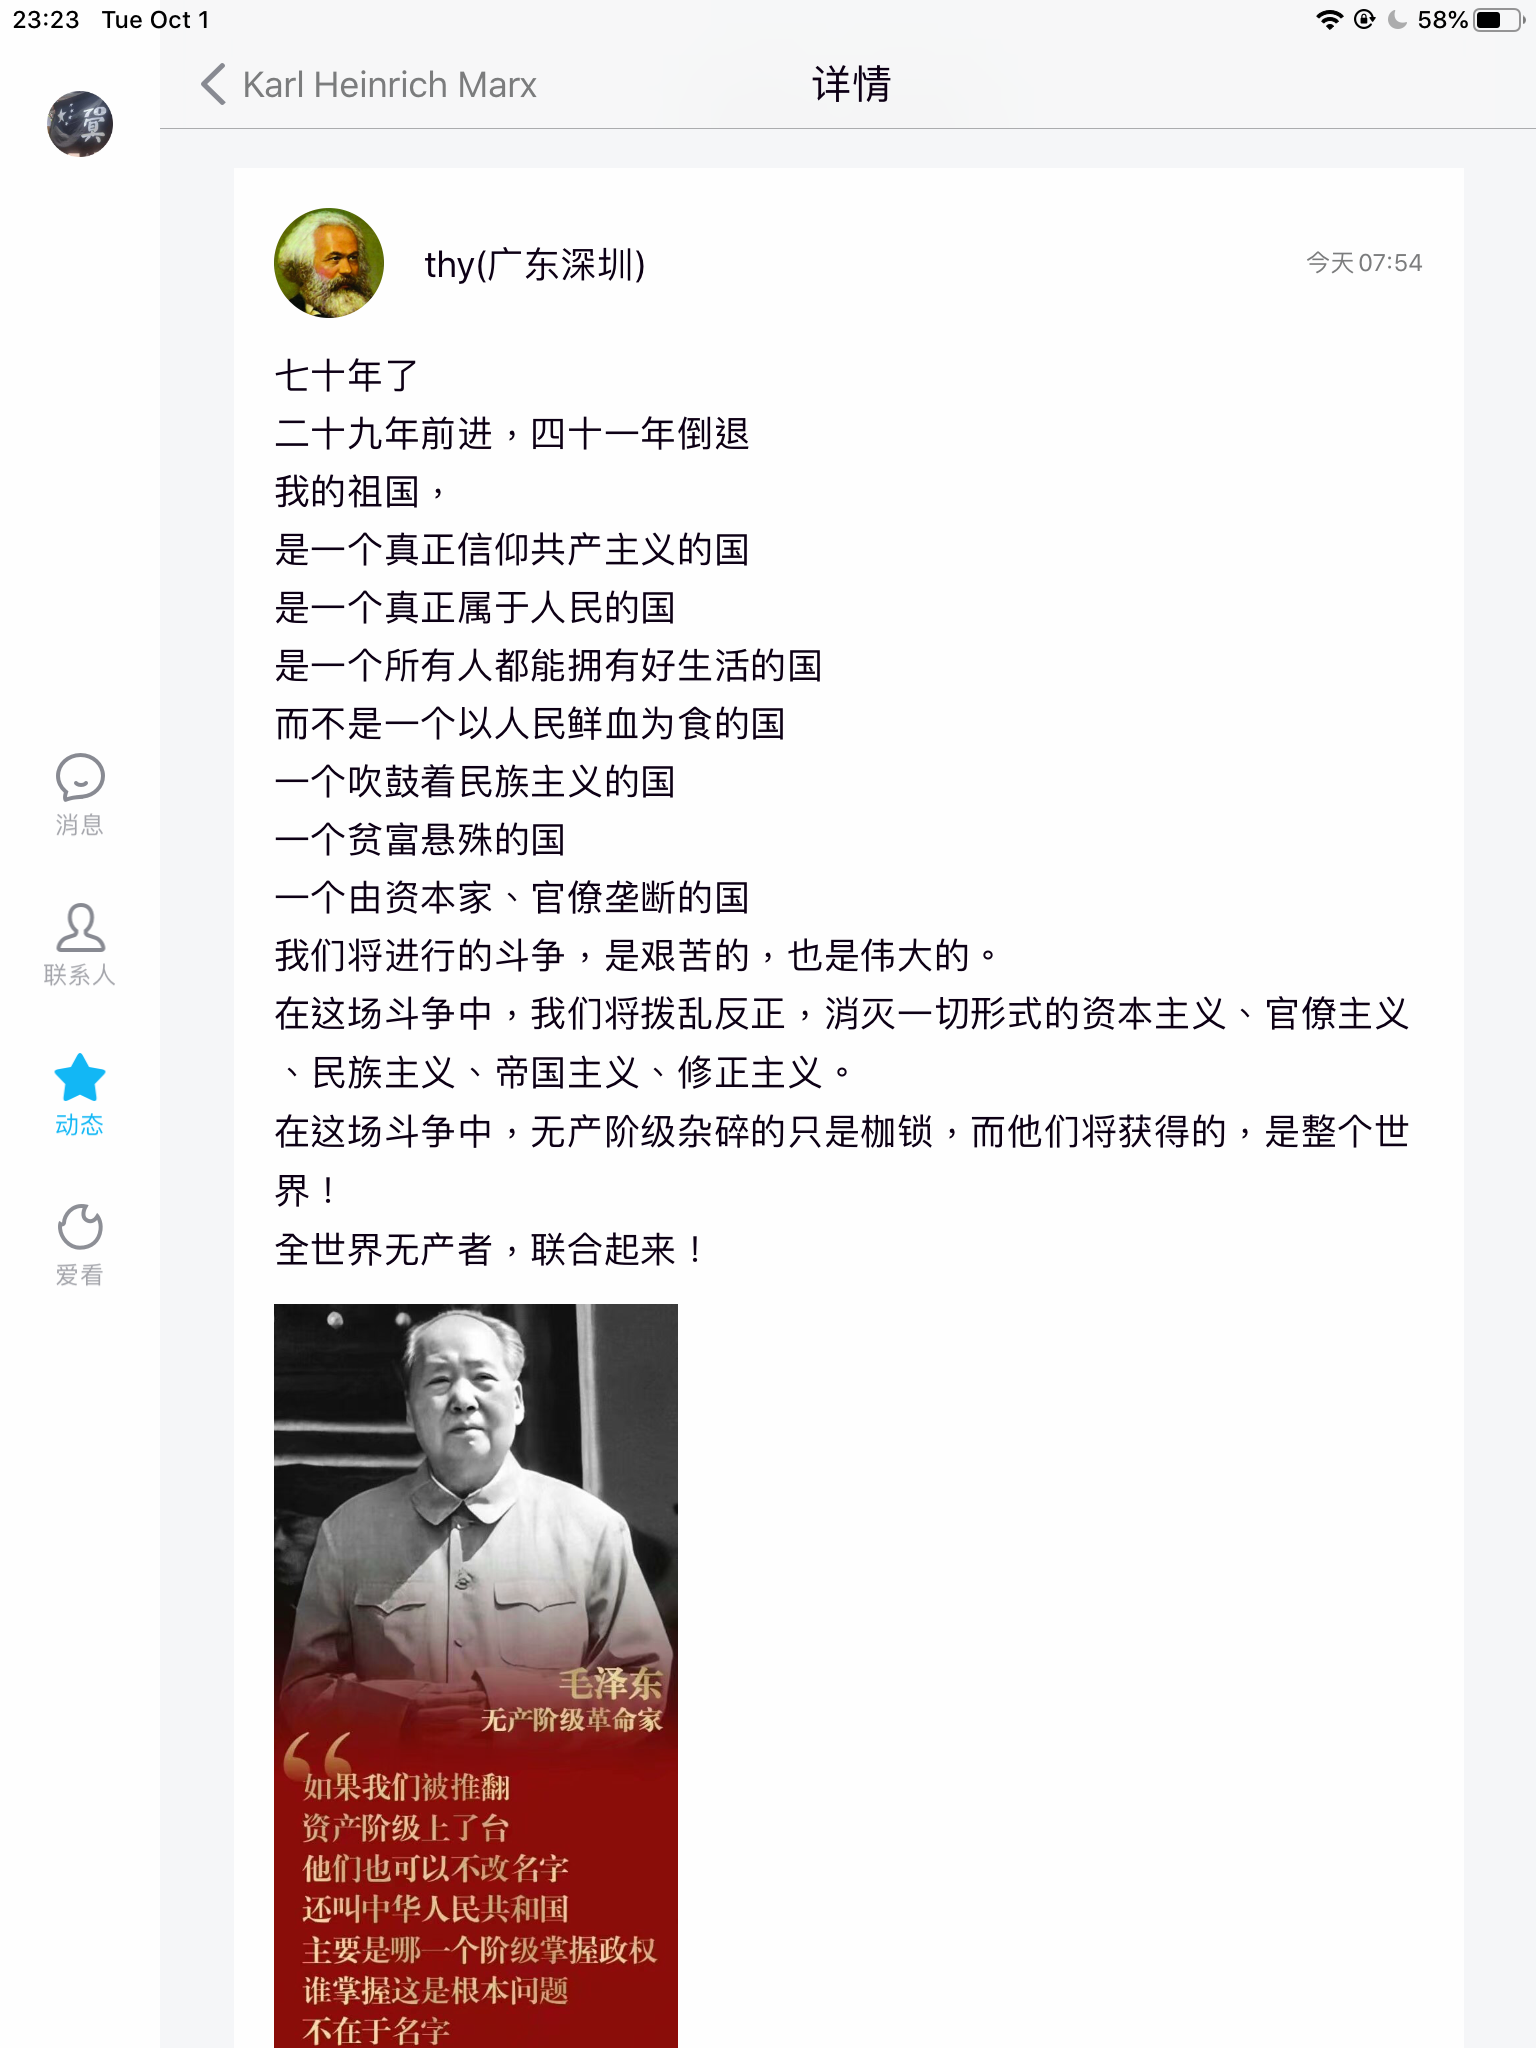 23:23 Tue Oct 1
58%
Karl Heinrich Marx
详情
thy(广东深圳)
今天07:54
七十年了
二十九年前进，四十一年倒退
我的祖国，
是一个真正信仰共产主义的国
是一个真正属于人民的国
是一个所有人都能拥有好生活的国
而不是一个以人民鲜血为食的国
一个吹鼓着民族主义的国
一个贫富悬殊的国
一个由资本家、官僚垄断的国
我们将进行的斗争，是艰苦的，也是伟大的。
在这场斗争中，我们将拨乱反正，消灭一切形式的资本主义、官僚主义
、民族主义、帝国主义、修正主义。
在这场斗争中，无产阶级杂碎的只是枷锁，而他们将获得的，是整个世
界！
全世界无产者，联合起来！
毛泽东
无产阶级革命家
“
如果我们被推翻
资产阶级上了台
他们也可以不改名字
还叫中华人民共和国
主要是哪一个阶级掌握政权
谁掌握这是根本问题
不在于名字
消息
联系人
动态
爱看